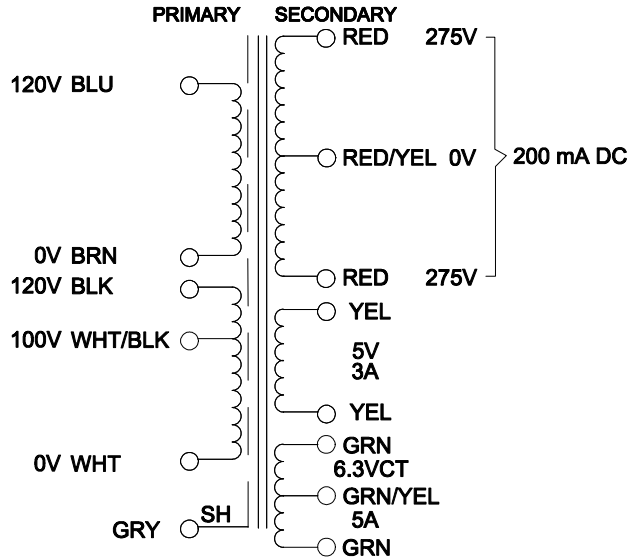 PRIMARY SECONDARY
RED 275V
120V BLU
RED/YEL 0V 200 mA DC
0V BRN
RED 275V
120V BLK
YEL
100V WHT/BLK
5V
3A
YEL
GRN
0V WHT
6.3VCT
GRN/YEL
SH
5A
GRY
GRN